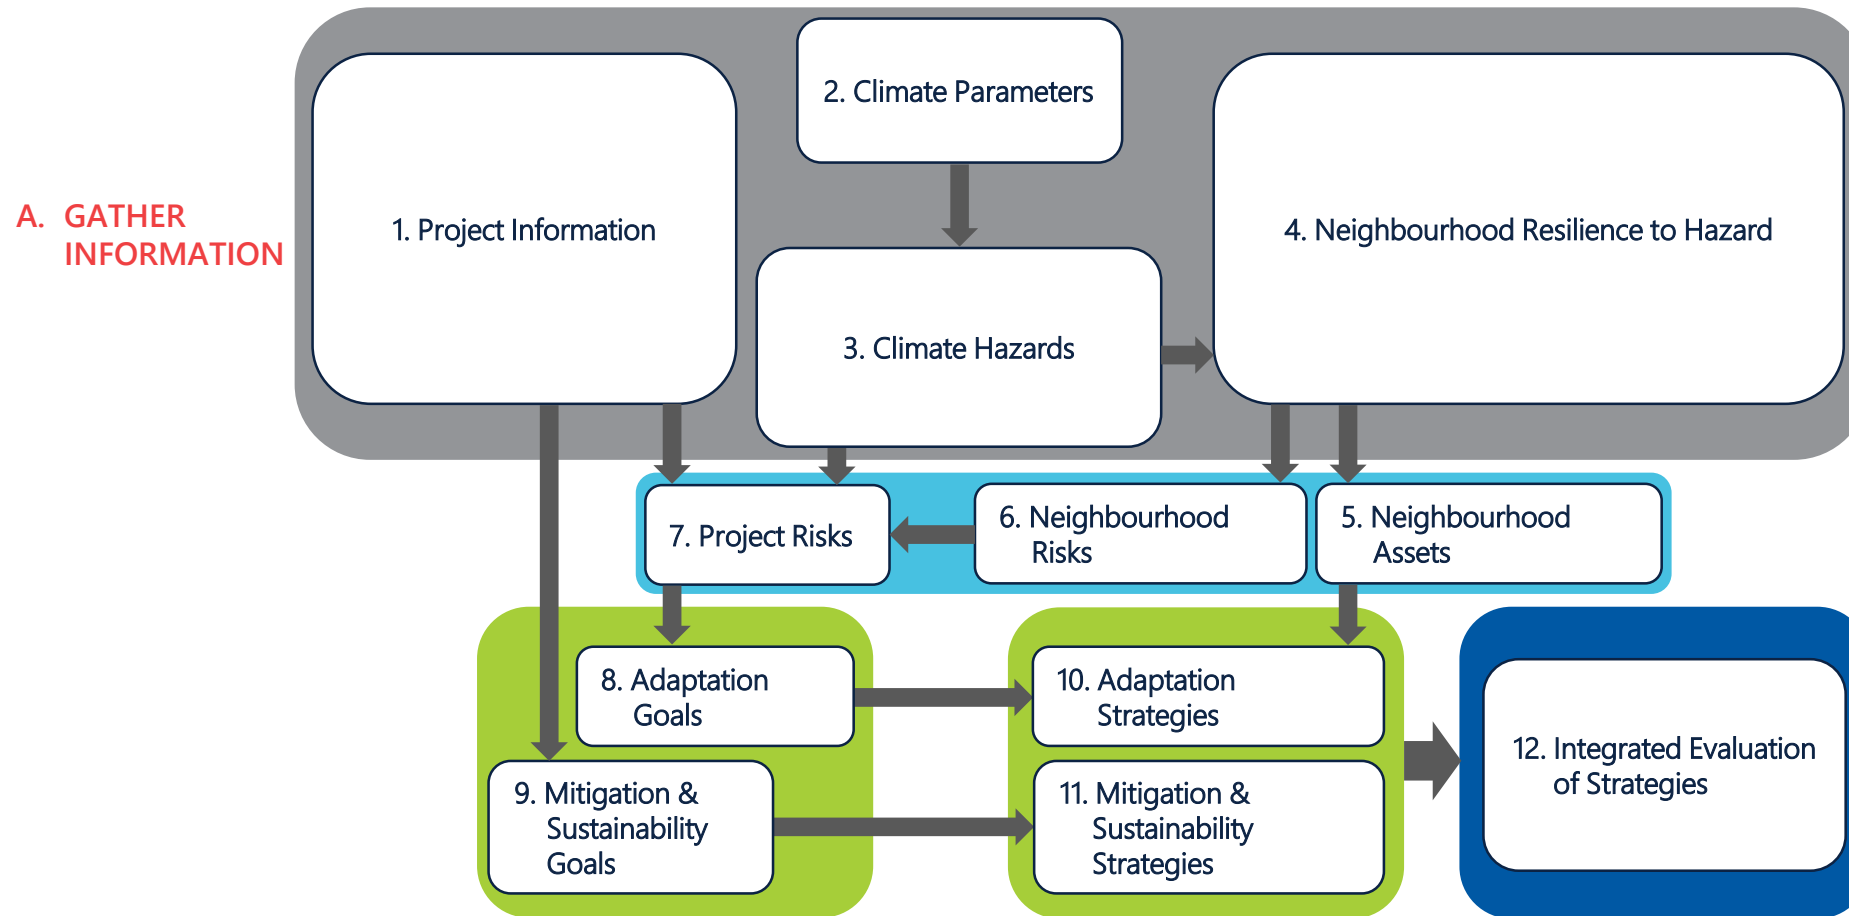 A. GATHER
INFORMATION
1. Project Information
2. Climate Parameters
3. Climate Hazards
4. Neighbourhood Resilience to Hazard
7. Project Risks
6. Neighbourhood
Risks
5. Neighbourhood
Assets
8. Adaptation
Goals
10. Adaptation
Strategies
9. Mitigation &
Sustainability
Goals
11. Mitigation &
Sustainability
Strategies
12. Integrated Evaluation
of Strategies